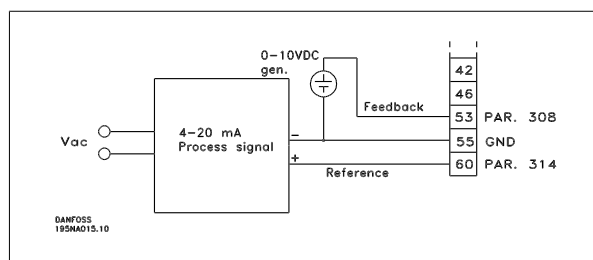 0-10VDC
gen.
42
46
Feedback
53 PAR. 308
4-20 mA
Process signal
Vac
-
55 GND
+
60 PAR. 314
Reference
DANFOSS
195NA015.10